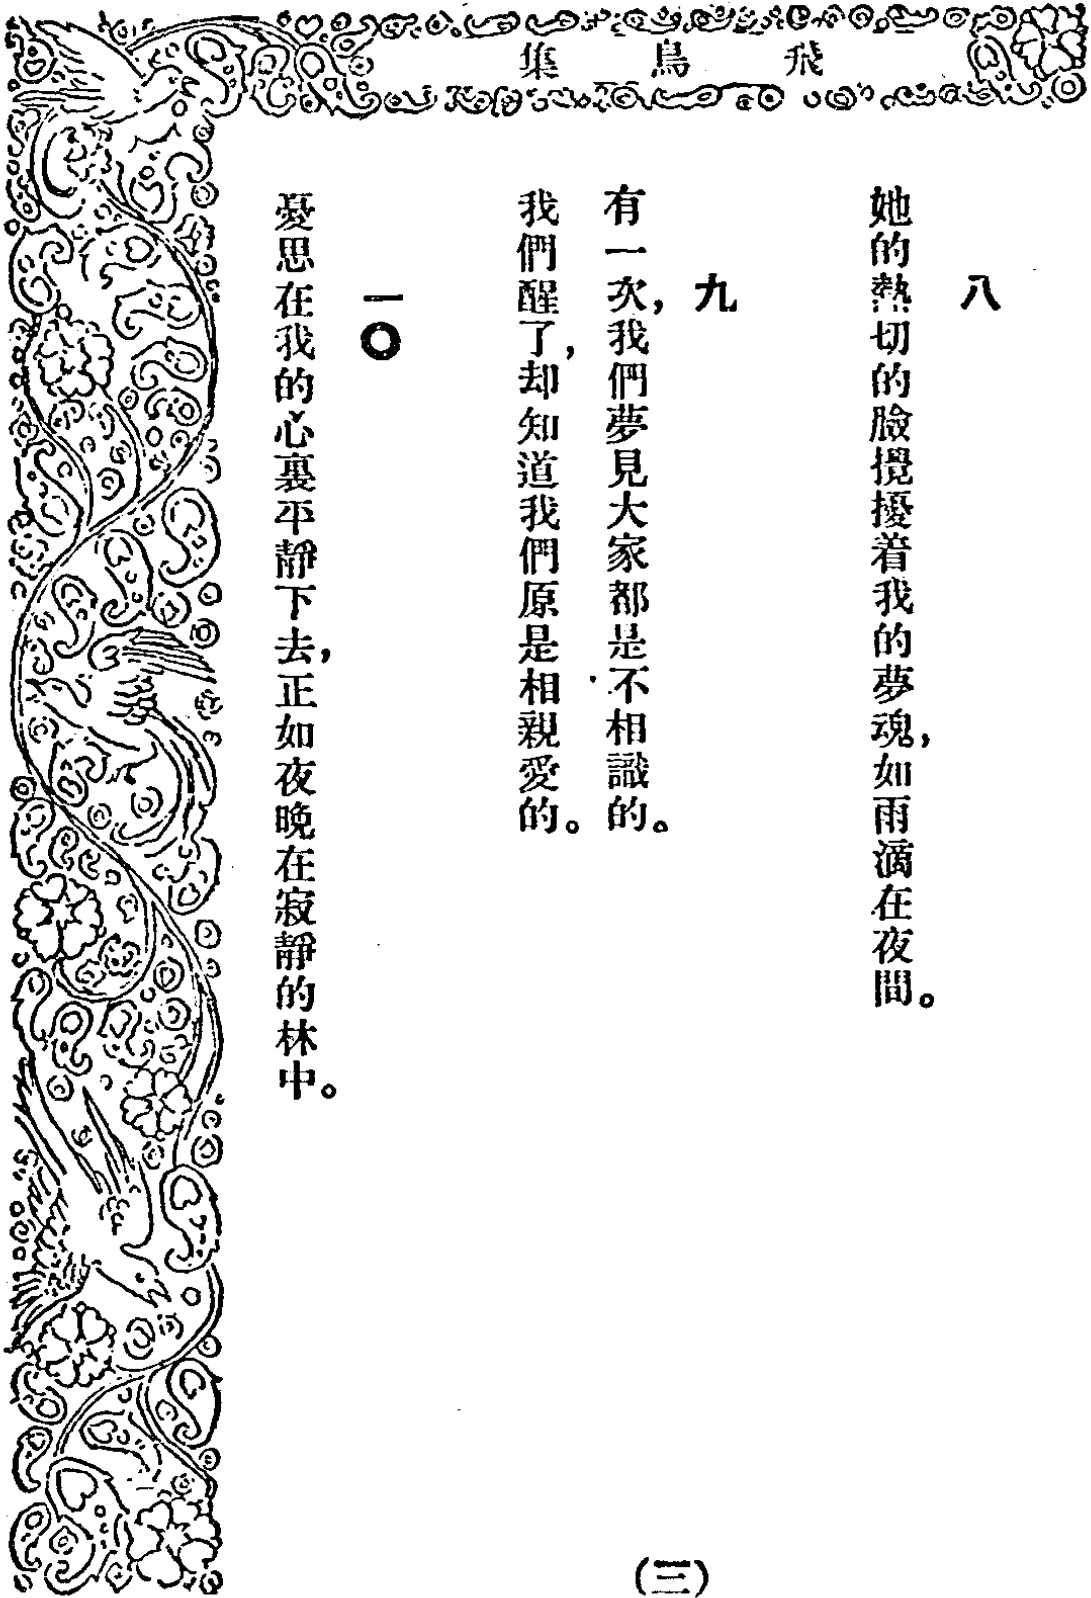 飛鳥集
八
她的熱切的臉攪擾着我的夢魂,如雨滴在夜間。
九
有一次,我們夢見大家都是不相識的。
我們醒了,却知道我們原是相親愛的。
一〇
憂思在我的心裏平靜下去,正如夜晚在寂靜的林中。
(三)